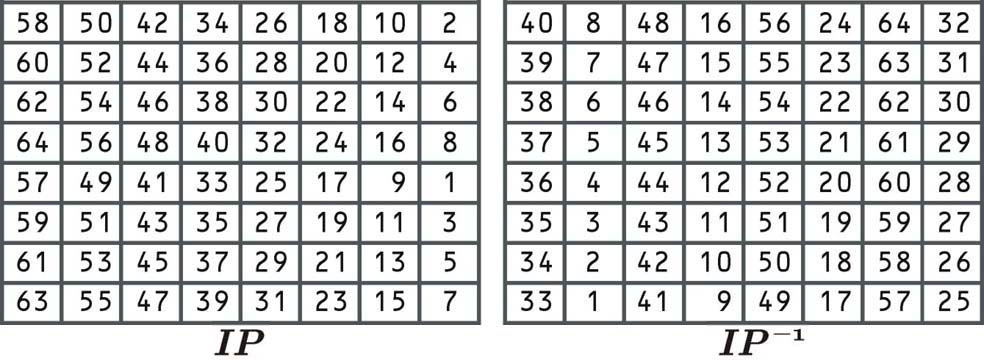 58 50 42 34 26 18 10 2
60 52 44 36 28 20 12 4
62 54 46 38 30 22 14 6
64 56 48 40 32 24 16 8
57 49 41 33 25 17 9 1
59 51 43 35 27 19 11 3
61 53 45 37 29 21 13 5
63 55 47 39 31 23 15 7
IP
40 8 48 16 56 24 64 32
39 7 47 15 55 23 63 31
38 6 46 14 54 22 62 30
37 5 45 13 53 21 61 29
36 4 44 12 52 20 60 28
35 3 43 11 51 19 59 27
34 2 42 10 50 18 58 26
33 1 41 9 49 17 57 25
IP⁻¹